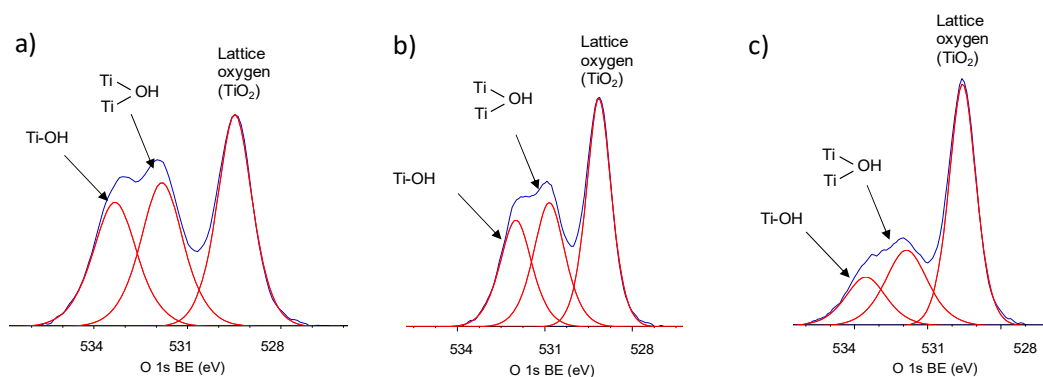 a)
Ti
OH
Ti
Ti-OH
Lattice
oxygen
(TiO₂)
534
531
528
O 1s BE (eV)
b)
Ti
OH
Ti
Ti-OH
Lattice
oxygen
(TiO₂)
534
531
528
O 1s BE (eV)
c)
Ti
OH
Ti
Ti-OH
Lattice
oxygen
(TiO₂)
534
531
528
O 1s BE (eV)